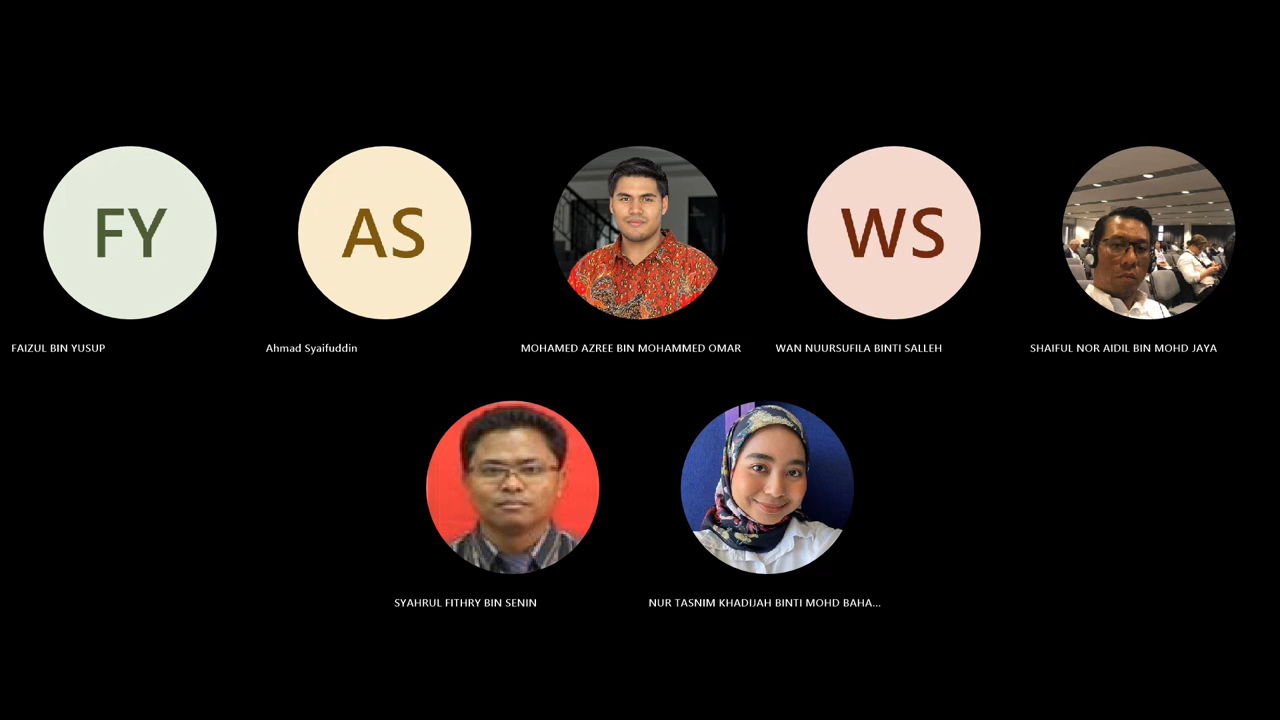 FY
AS
WS
FAIZUL BIN YUSUP
Ahmad Syaifuddin
MOHAMED AZREE BIN MOHAMMED OMAR
WAN NUURSUFILA BINTI SALLEH
SHAIFUL NOR AIDIL BIN MOHD JAYA
SYAHRUL FITHRY BIN SENIN
NUR TASNIM KHADIJAH BINTI MOHD BAHA...